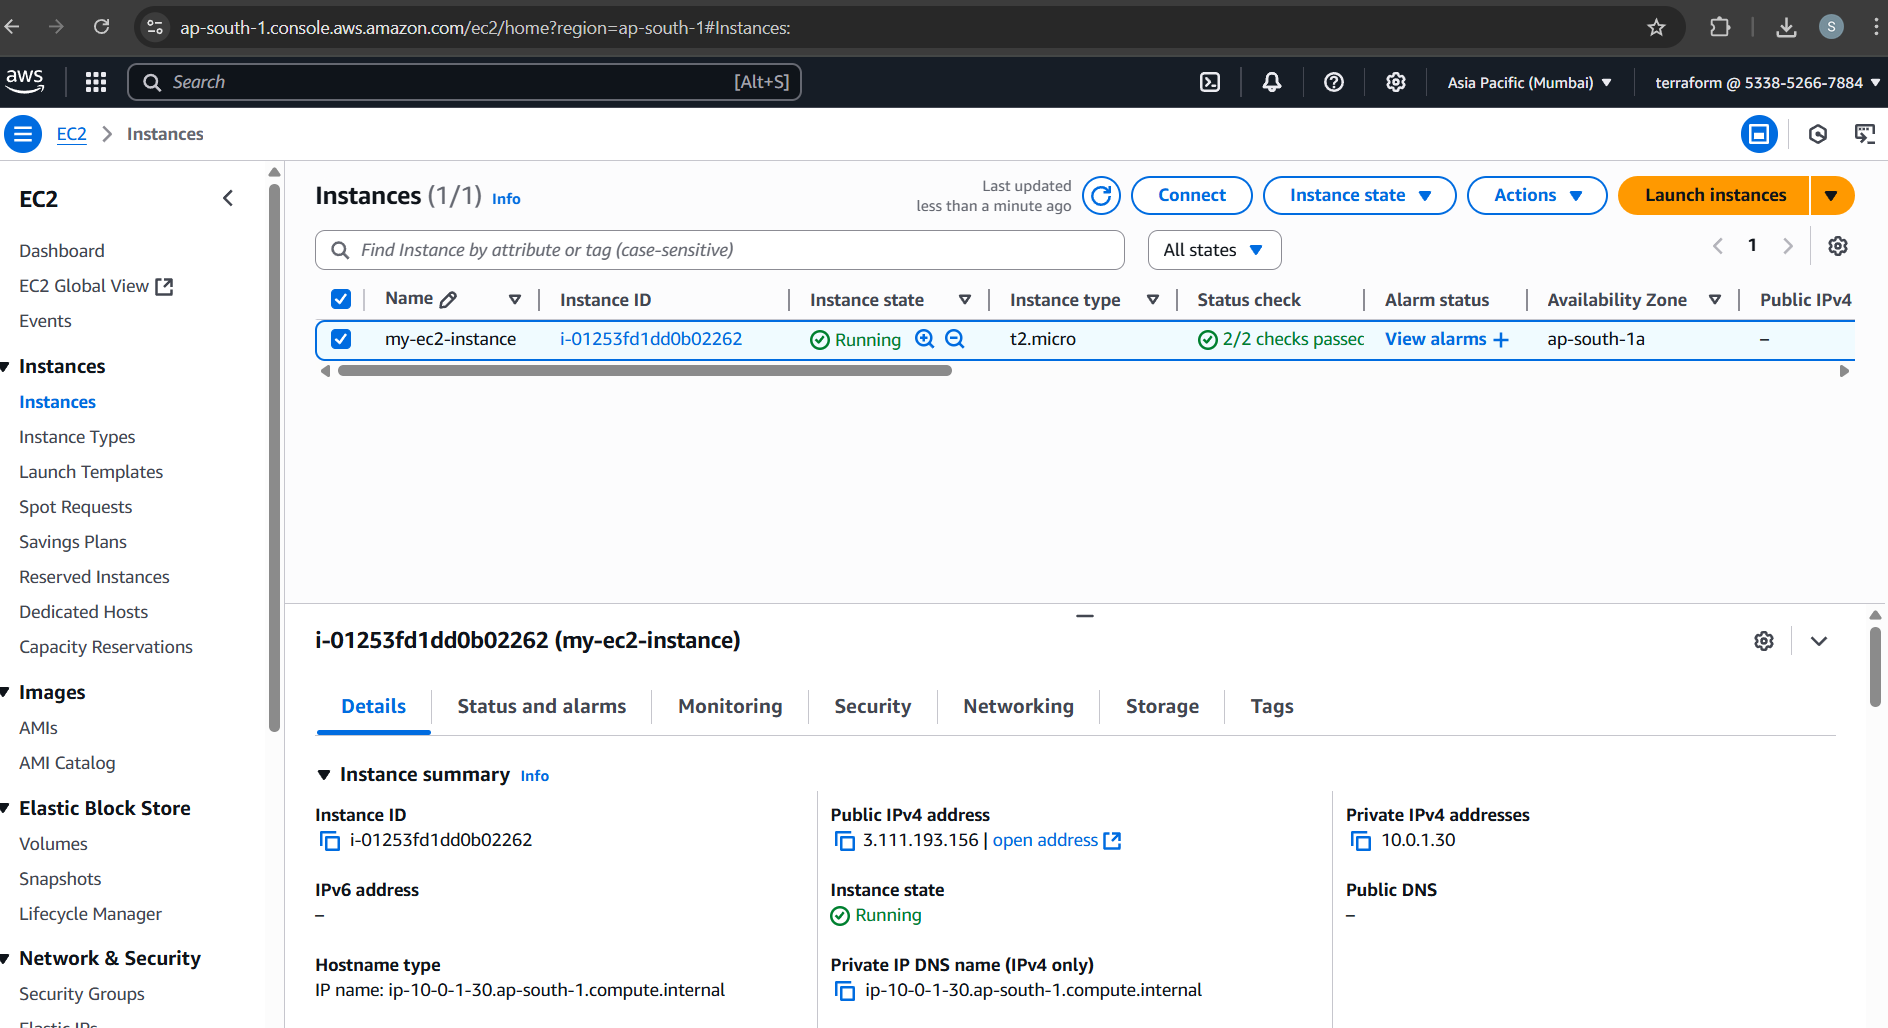 ap-south-1.console.aws.amazon.com/ec2/home?region=ap-south-1#Instances:
S
aws
Search
[Alt+S]
Asia Pacific (Mumbai)
terraform @ 5338-5266-7884
EC2 > Instances
EC2
Dashboard
EC2 Global View
Events
Instances
Instances
Instance Types
Launch Templates
Spot Requests
Savings Plans
Reserved Instances
Dedicated Hosts
Capacity Reservations
Images
AMIs
AMI Catalog
Elastic Block Store
Volumes
Snapshots
Lifecycle Manager
Network & Security
Security Groups
Elastic IPs
Instances (1/1) Info
Last updated
less than a minute ago
Connect
Instance state
Actions
Launch instances
Find Instance by attribute or tag (case-sensitive)
All states
1
Name Instance ID Instance state Instance type Status check Alarm status Availability Zone Public IPv4
my-ec2-instance i-01253fd1dd0b02262 Running t2.micro 2/2 checks passec View alarms + ap-south-1a –
i-01253fd1dd0b02262 (my-ec2-instance)
Details Status and alarms Monitoring Security Networking Storage Tags
Instance summary Info
Instance ID
i-01253fd1dd0b02262
Public IPv4 address
3.111.193.156 | open address
Private IPv4 addresses
10.0.1.30
IPv6 address
–
Instance state
Running
Public DNS
–
Hostname type
IP name: ip-10-0-1-30.ap-south-1.compute.internal
Private IP DNS name (IPv4 only)
ip-10-0-1-30.ap-south-1.compute.internal